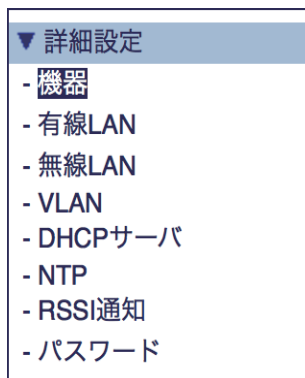 ▼ 詳細設定
- 機器
- 有線LAN
- 無線LAN
- VLAN
- DHCPサーバ
- NTP
- RSSI通知
- パスワード